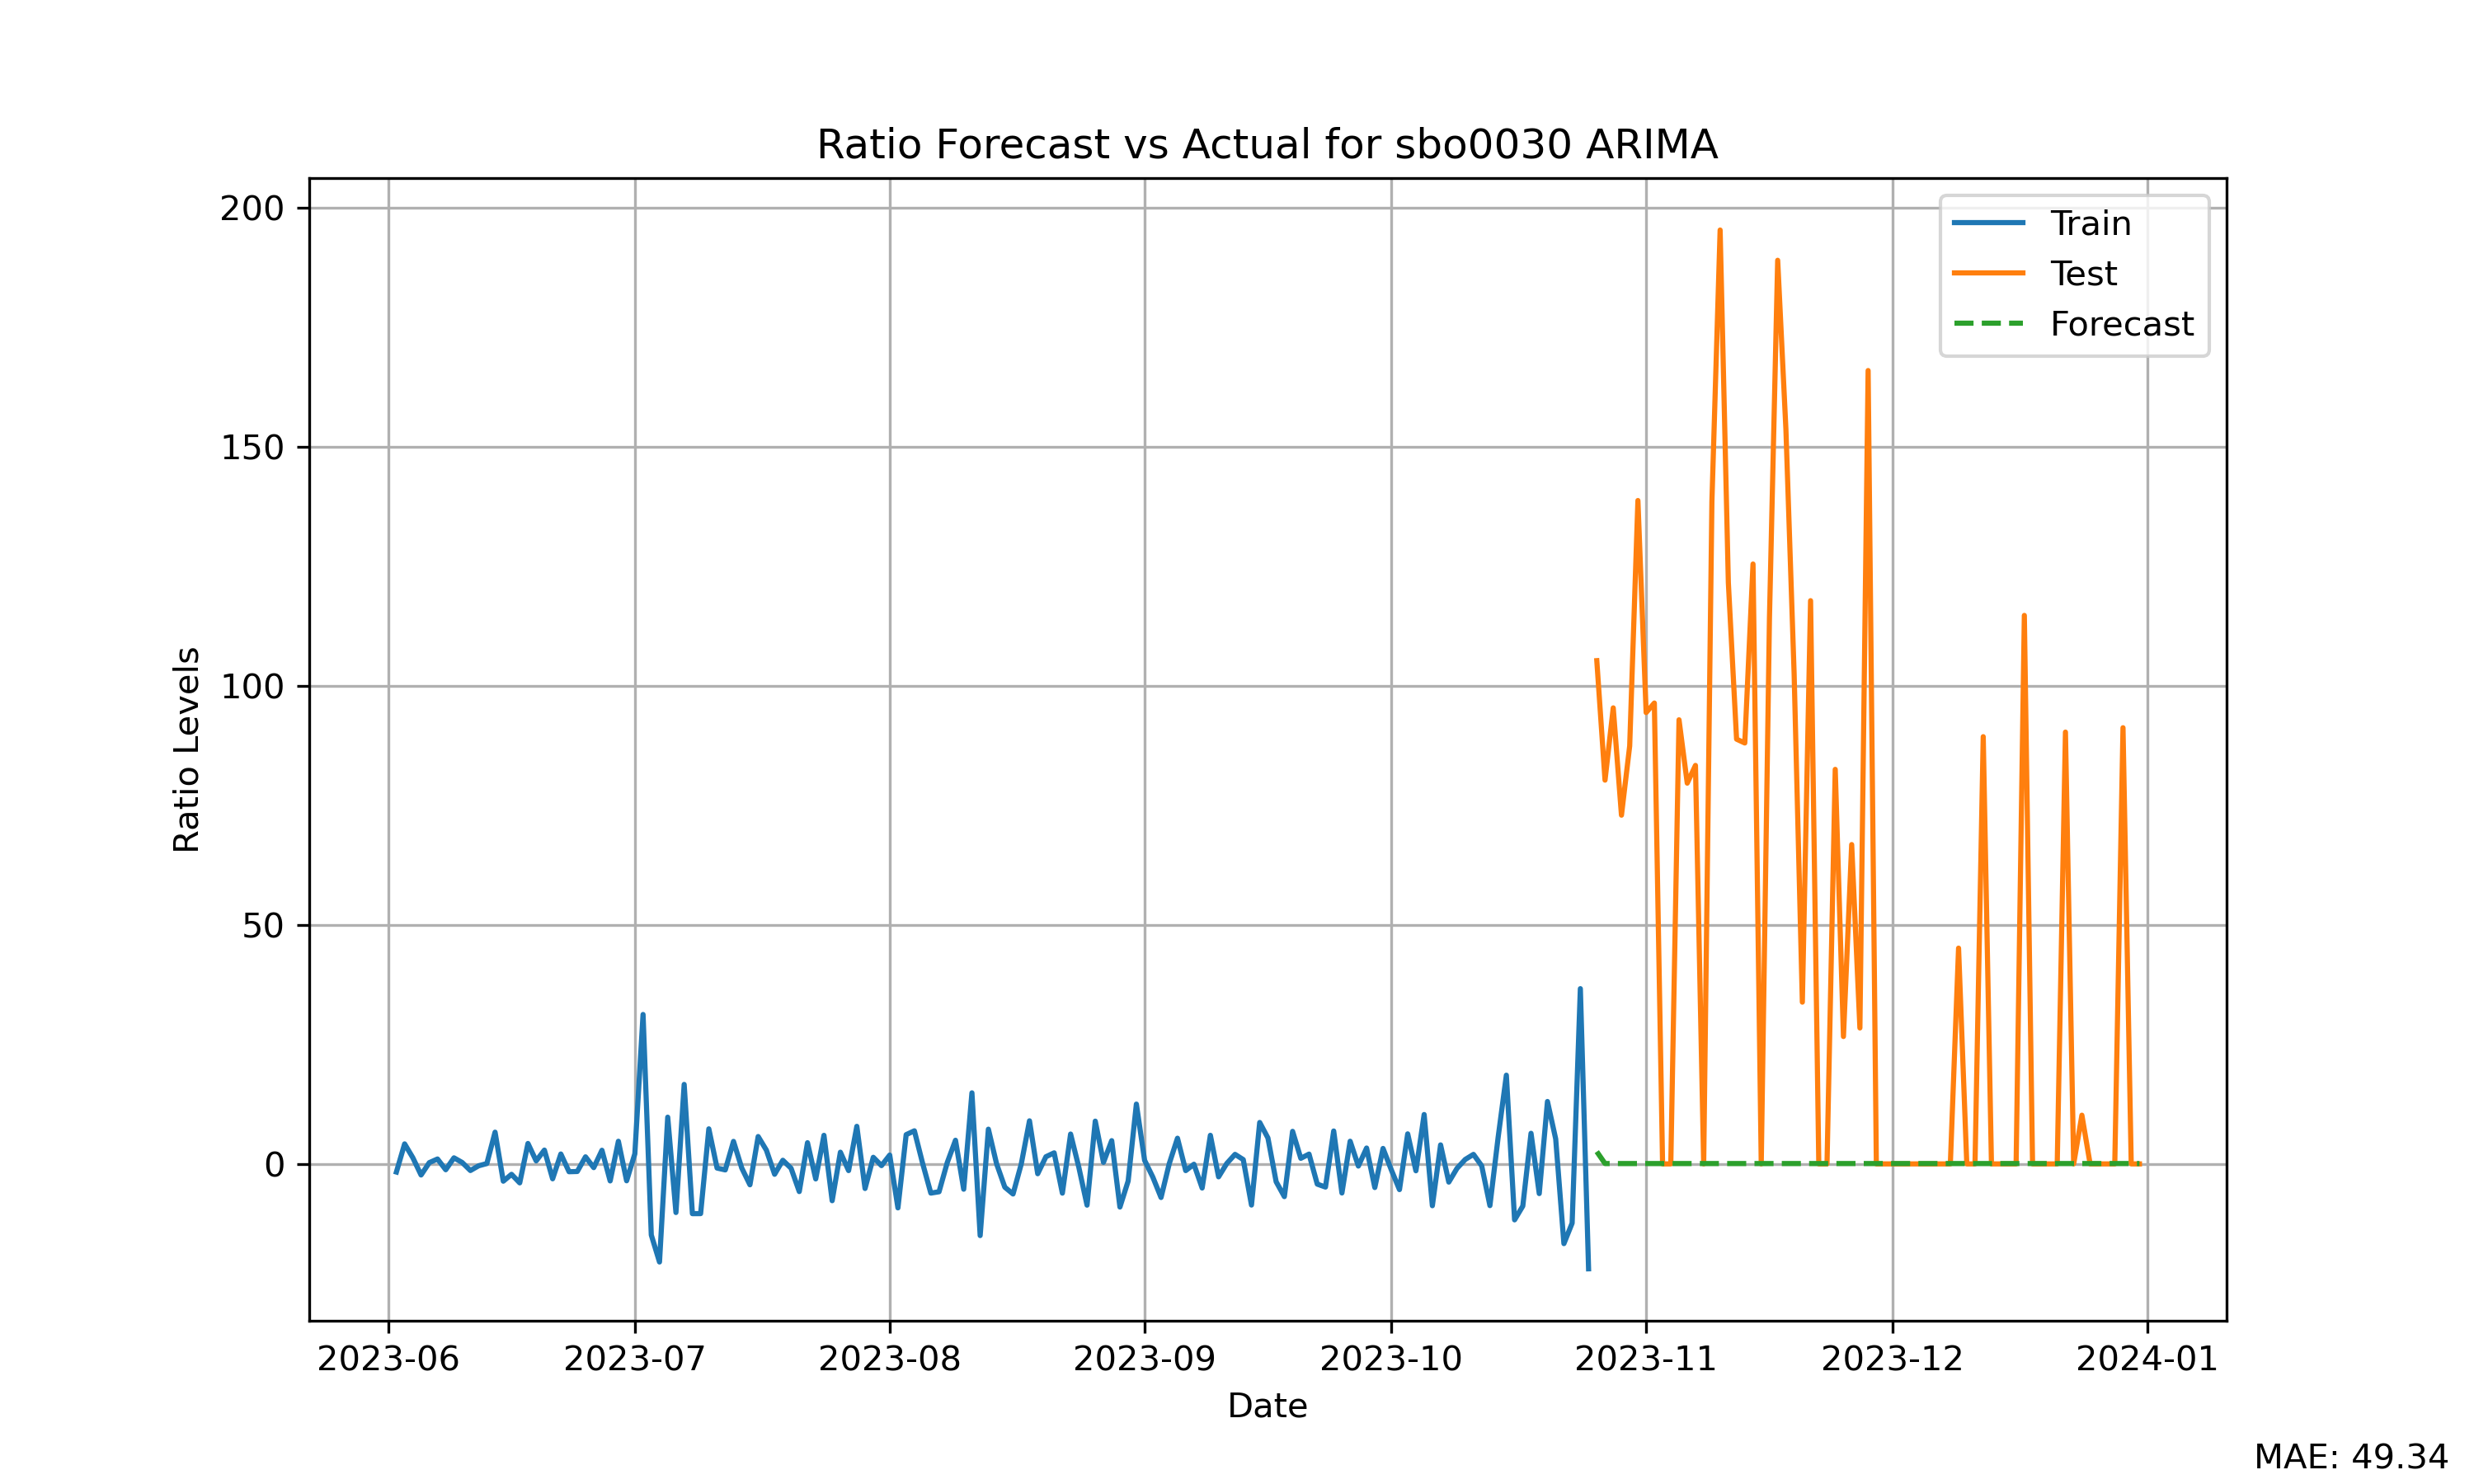 Ratio Forecast vs Actual for sbo0030 ARIMA
Train
Test
Forecast
Ratio Levels
200
150
100
50
0
2023-06 2023-07 2023-08 2023-09 2023-10 2023-11 2023-12 2024-01
Date
MAE: 49.34